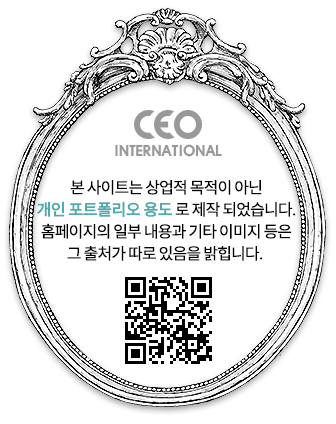 CEO
INTERNATIONAL
본 사이트는 상업적 목적이 아닌
개인 포트폴리오 용도 로 제작 되었습니다.
홈페이지의 일부 내용과 기타 이미지 등은
그 출처가 따로 있음을 밝힙니다.